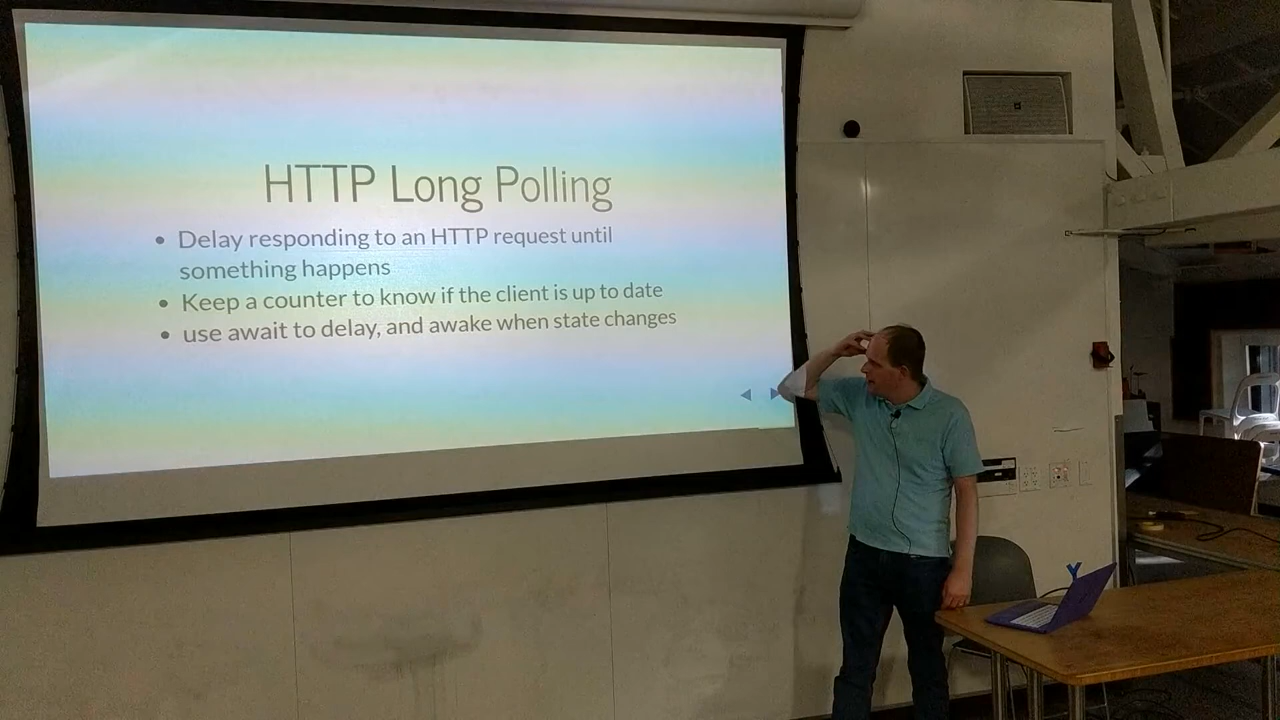 HTTP Long Polling
Delay responding to an HTTP request until
something happens
Keep a counter to know if the client is up to date
use await to delay, and awake when state changes